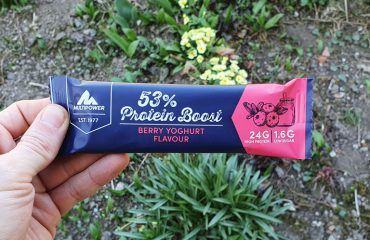 MULTIPOWER
EST. 1977
53%
Protein Boost
BERRY YOGHURT
FLAVOUR
24G 1.6G
HIGH PROTEIN LOW SUGAR